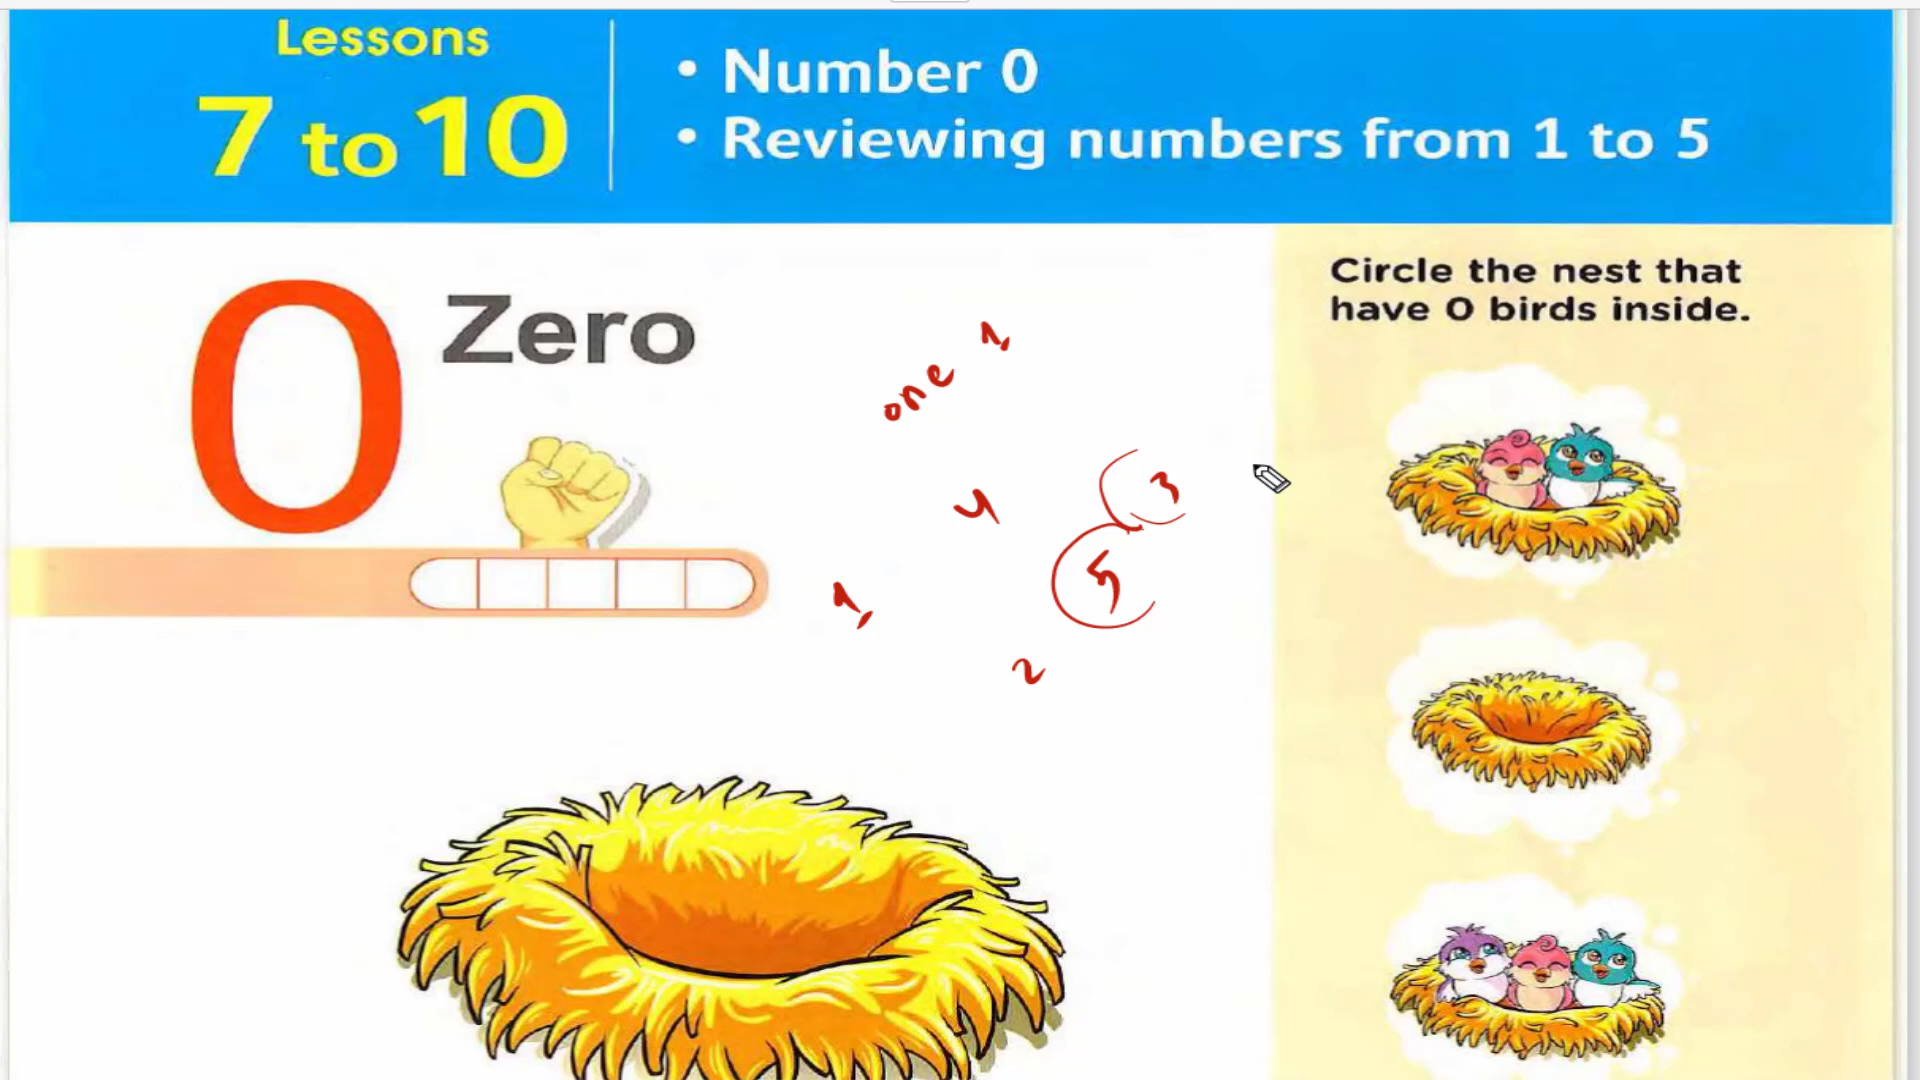 Lessons
7 to 10
• Number 0
• Reviewing numbers from 1 to 5
0 Zero
Circle the nest that
have 0 birds inside.
one 1
4
3
5
1
2